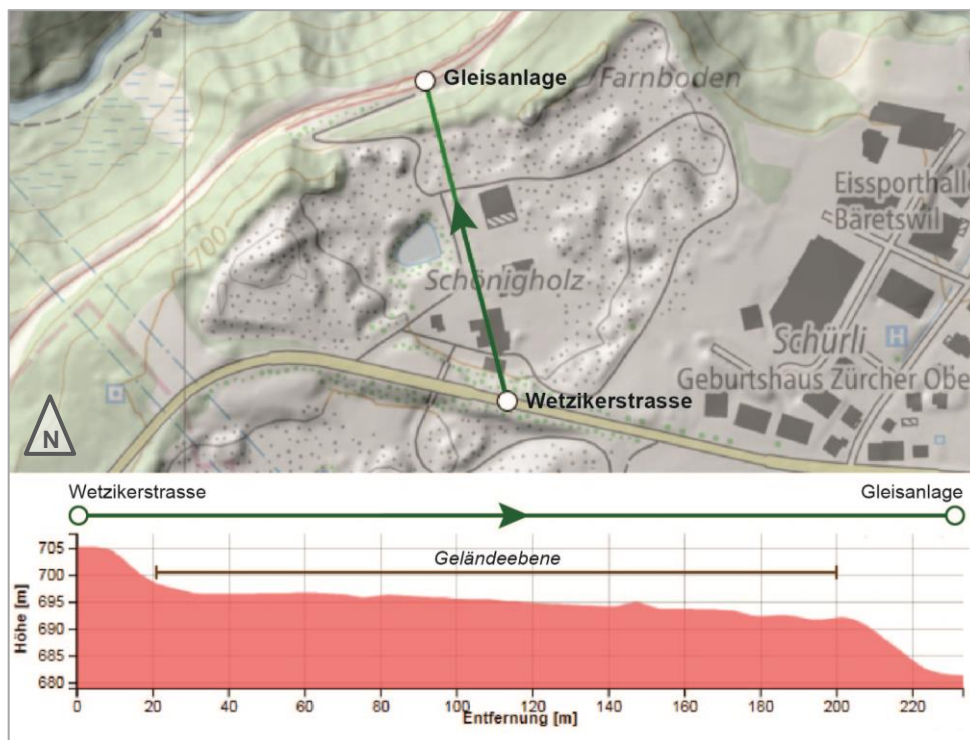 Gleisanlage
Farnboden
Eissporthall
Bäretswil
700
Schönigholz
Schürli
H
Geburtshaus Zürcher Obe
Wetzikerstrasse
N
Wetzikerstrasse
Gleisanlage
Geländeebene
Höhe [m]
705
700
695
690
685
680
0 20 40 60 80 100 120 140 160 180 200 220
Entfernung [m]